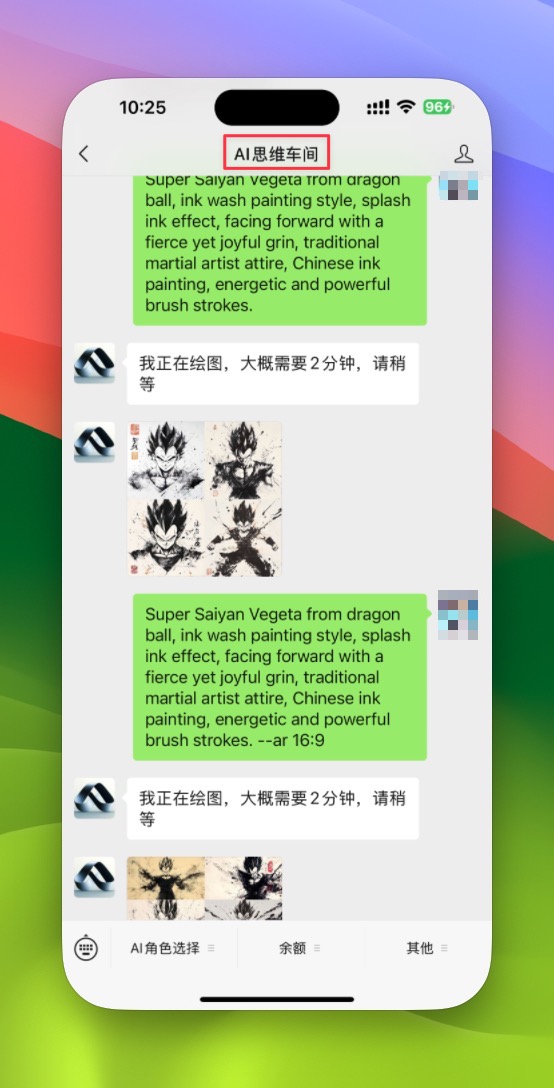 10:25
96
AI思维车间
Super Saiyan Vegeta from dragon
ball, ink wash painting style, splash
ink effect, facing forward with a
fierce yet joyful grin, traditional
martial artist attire, Chinese ink
painting, energetic and powerful
brush strokes.
我正在绘图，大概需要2分钟，请稍
等
Super Saiyan Vegeta from dragon
ball, ink wash painting style, splash
ink effect, facing forward with a
fierce yet joyful grin, traditional
martial artist attire, Chinese ink
painting, energetic and powerful
brush strokes. --ar 16:9
我正在绘图，大概需要2分钟，请稍
等
AI角色选择
余额
其他